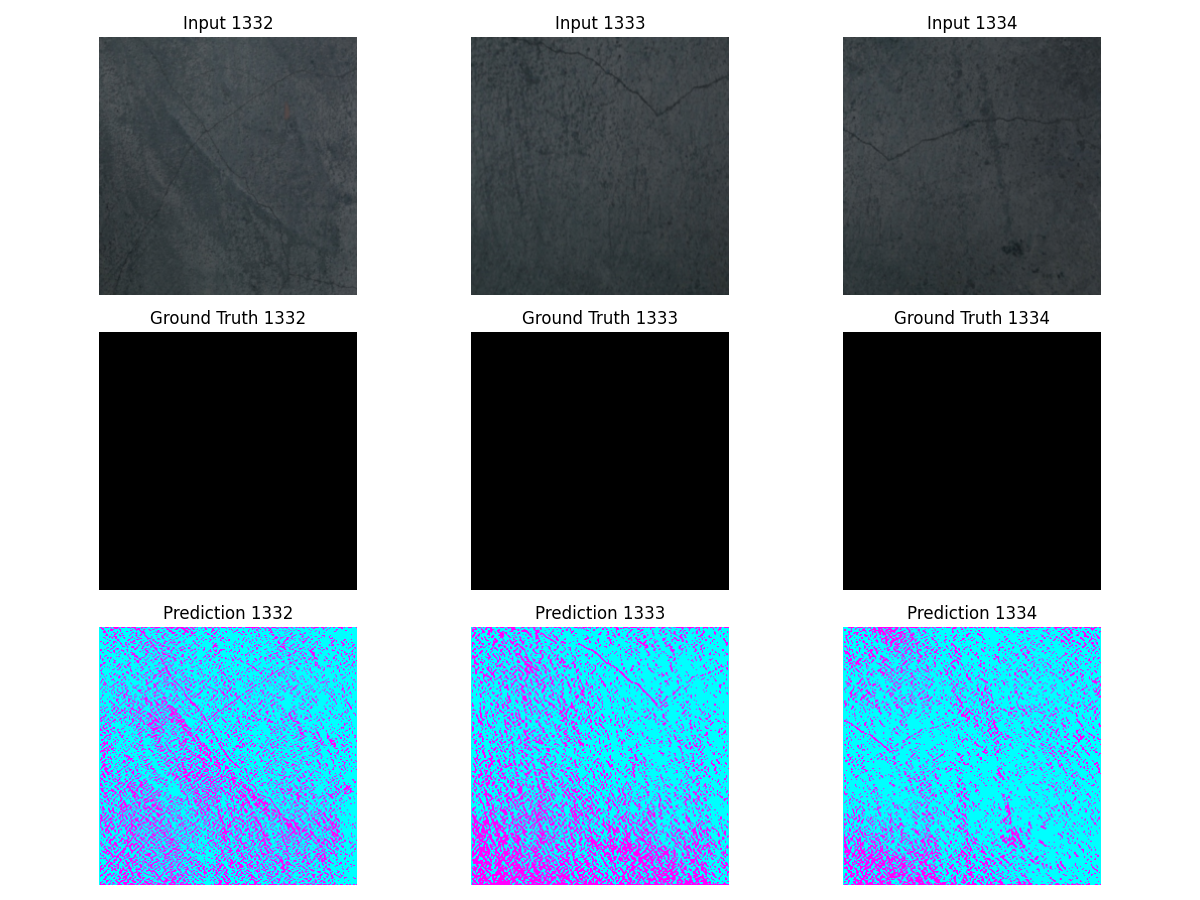 Input 1332
Input 1333
Input 1334
Ground Truth 1332
Ground Truth 1333
Ground Truth 1334
Prediction 1332
Prediction 1333
Prediction 1334